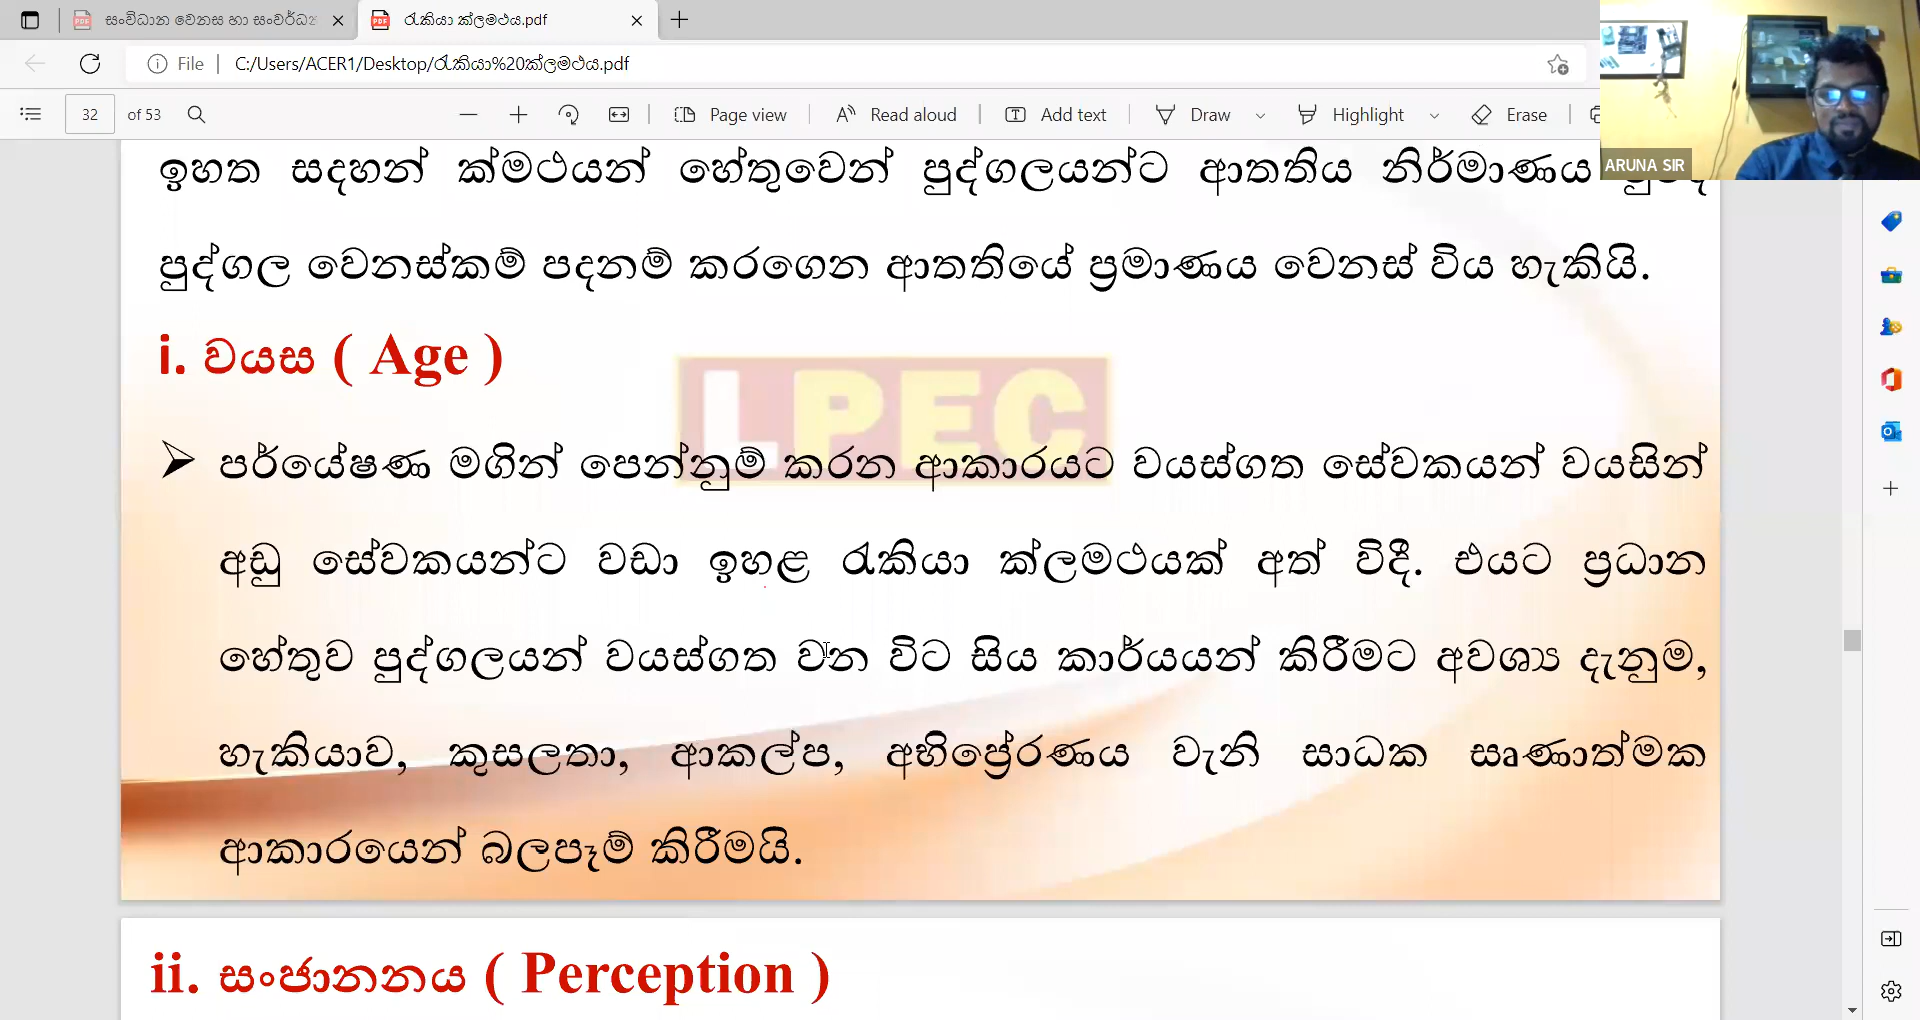 සංවිධාන වෙනස හා සංවර්ධන
රැකියා ක්ලමථය.pdf
File
C:/Users/ACER1/Desktop/රැකියා%20ක්ලමථය.pdf
32 of 53
Page view
Read aloud
Add text
Draw
Highlight
Erase
ARUNA SIR
ඉහත සදහන් ක්මථයන් හේතුවෙන් පුද්ගලයන්ට ආතතිය නිර්මාණය
පුද්ගල වෙනස්කම් පදනම් කරගෙන ආතතියේ ප්‍රමාණය වෙනස් විය හැකියි.
i. වයස ( Age )
LPEC
➢ පර්යේෂණ මගින් පෙන්නුම් කරන ආකාරයට වයස්ගත සේවකයන් වයසින්
අඩු සේවකයන්ට වඩා ඉහළ රැකියා ක්ලමථයක් අත් විදී. එයට ප්‍රධාන
හේතුව පුද්ගලයන් වයස්ගත වන විට සිය කාර්යයන් කිරීමට අවශ්‍ය දැනුම,
හැකියාව, කුසලතා, ආකල්ප, අභිප්‍රේරණය වැනි සාධක ඍණාත්මක
ආකාරයෙන් බලපෑම් කිරීමයි.
ii. සංජානනය ( Perception )